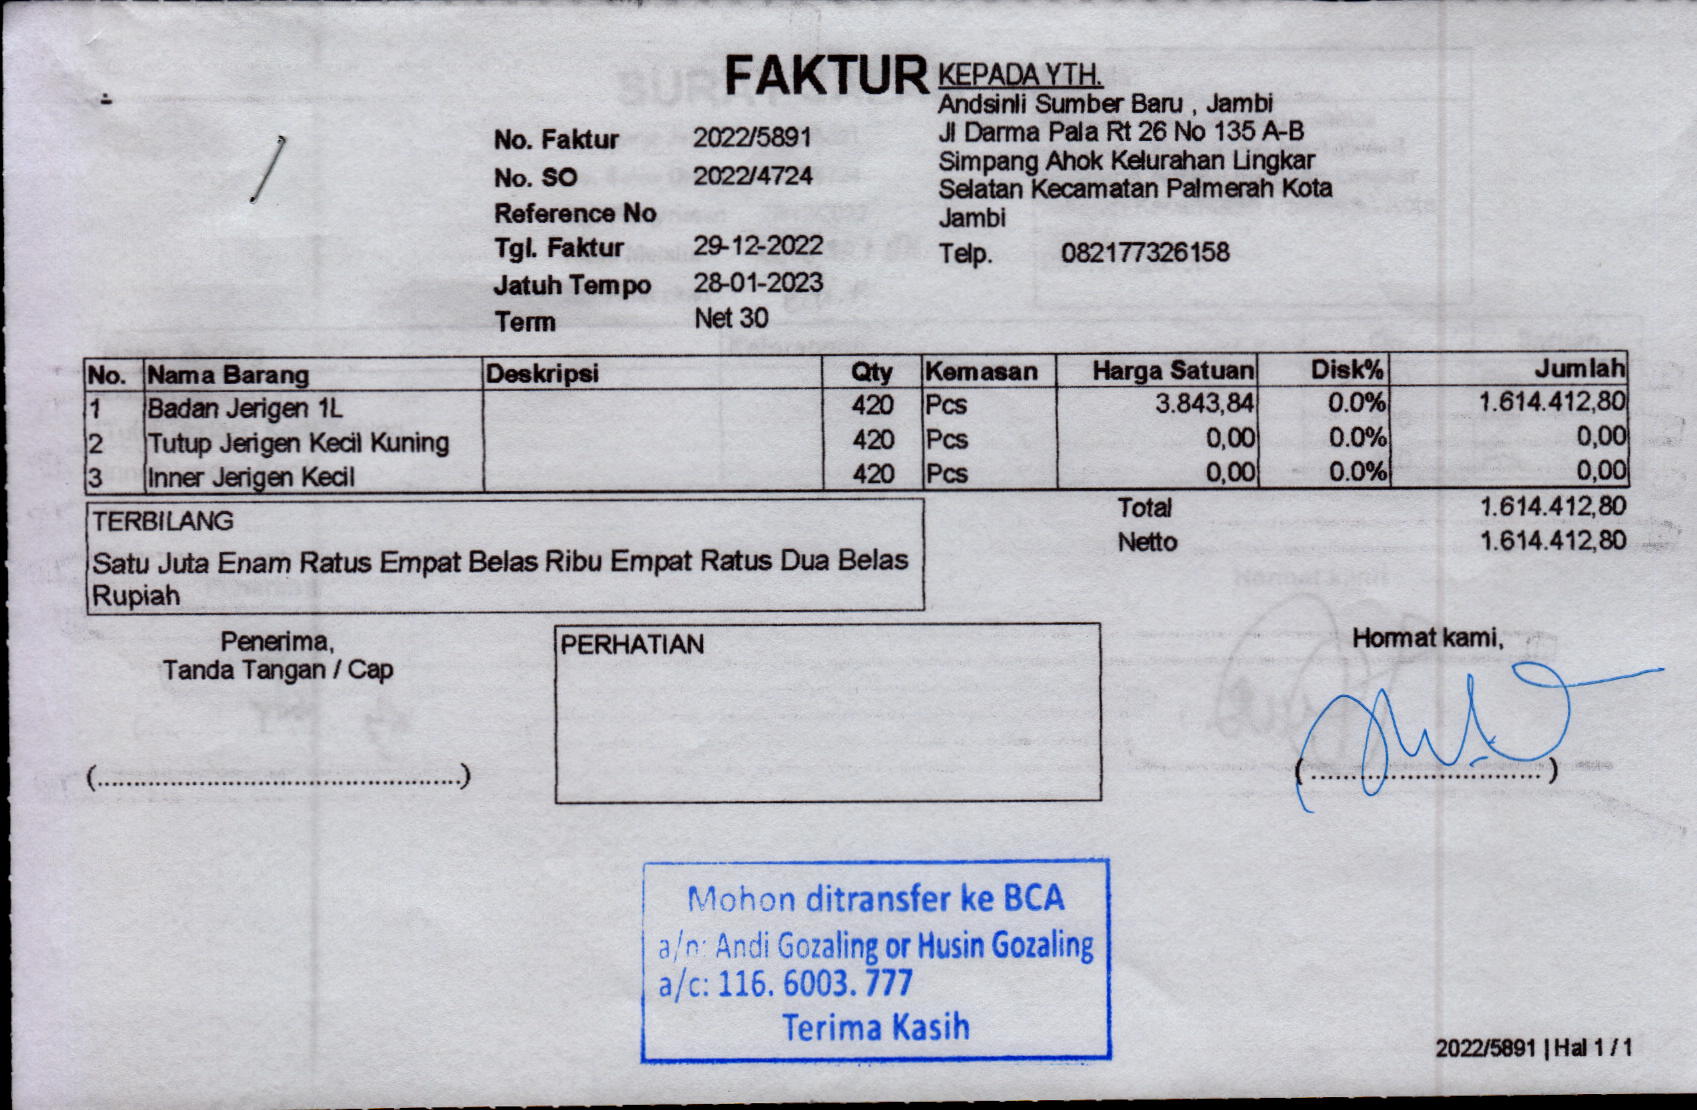 FAKTUR
KEPADA YTH.
Andsinli Sumber Baru , Jambi
Jl Darma Pala Rt 26 No 135 A-B
Simpang Ahok Kelurahan Lingkar
Selatan Kecamatan Palmerah Kota
Jambi
Telp. 082177326158
No. Faktur 2022/5891
No. SO 2022/4724
Reference No
Tgl. Faktur 29-12-2022
Jatuh Tempo 28-01-2023
Term Net 30
No. Nama Barang Deskripsi Qty Kemasan Harga Satuan Disk% Jumlah
1 Badan Jerigen 1L 420 Pcs 3.843,84 0.0% 1.614.412,80
2 Tutup Jerigen Kecil Kuning 420 Pcs 0,00 0.0% 0,00
3 Inner Jerigen Kecil 420 Pcs 0,00 0.0% 0,00
Total 1.614.412,80
Netto 1.614.412,80
TERBILANG
Satu Juta Enam Ratus Empat Belas Ribu Empat Ratus Dua Belas
Rupiah
Penerima,
Tanda Tangan / Cap
(................................................)
PERHATIAN
Hormat kami,
(..............................)
Mohon ditransfer ke BCA
a/n: Andi Gozaling or Husin Gozaling
a/c: 116. 6003. 777
Terima Kasih
2022/5891 | Hal 1 / 1